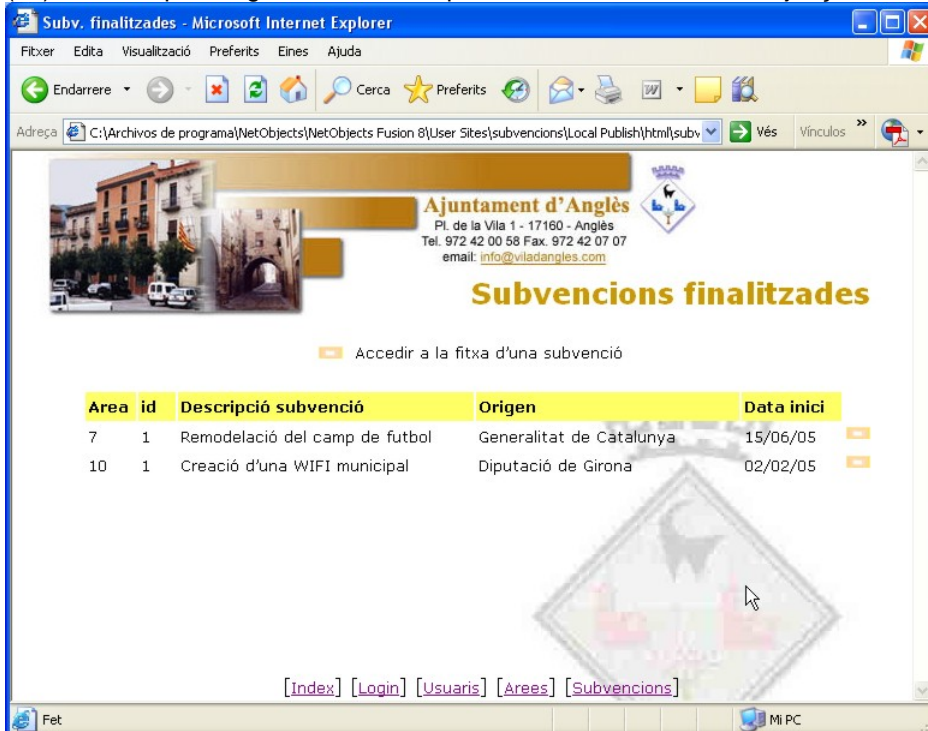 Subv. finalitzades - Microsoft Internet Explorer
Fitxer Edita Visualització Preferits Eines Ajuda
Endarrere Cerca Preferits
Adreça C:\Archivos de programa\NetObjects\NetObjects Fusion 8\User Sites\subvencions\Local Publish\html\subv Vés Vínculos »
Ajuntament d'Anglès
Pl. de la Vila 1 - 17160 - Anglès
Tel. 972 42 00 58 Fax. 972 42 07 07
email: info@viladangles.com
Subvencions finalitzades
Accedir a la fitxa d'una subvenció
Area id Descripció subvenció Origen Data inici
7 1 Remodelació del camp de futbol Generalitat de Catalunya 15/06/05
10 1 Creació d'una WIFI municipal Diputació de Girona 02/02/05
[Index] [Login] [Usuaris] [Arees] [Subvencions]
Fet Mi PC